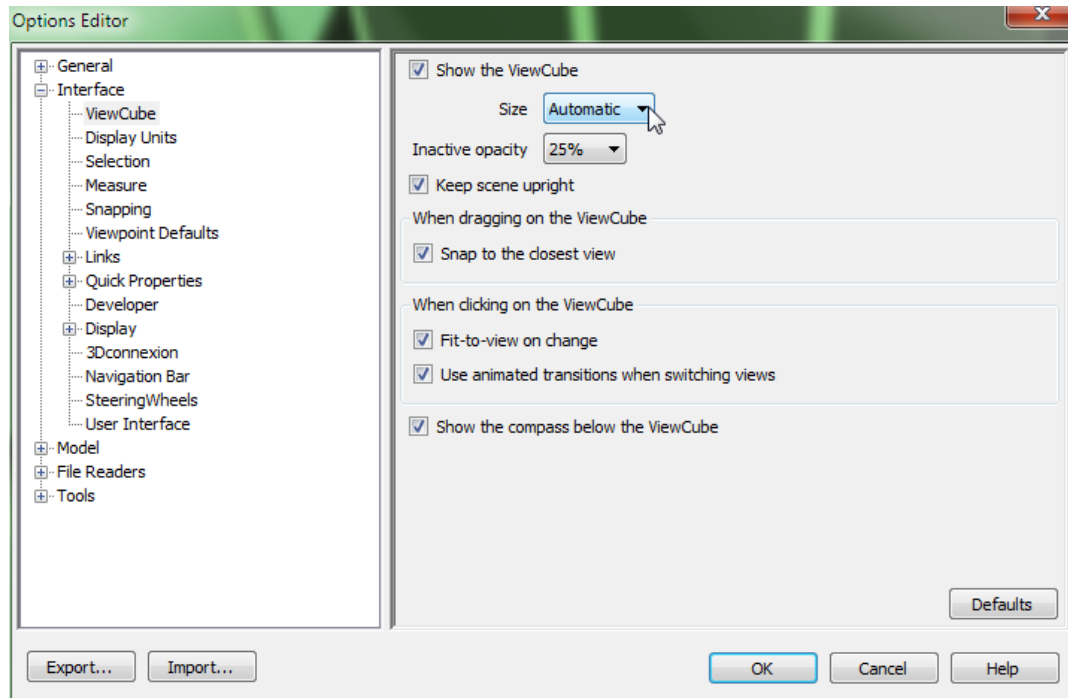 Options Editor
General
Interface
ViewCube
Display Units
Selection
Measure
Snapping
Viewpoint Defaults
Links
Quick Properties
Developer
Display
3Dconnexion
Navigation Bar
SteeringWheels
User Interface
Model
File Readers
Tools
Show the ViewCube
Size Automatic
Inactive opacity 25%
Keep scene upright
When dragging on the ViewCube
Snap to the closest view
When clicking on the ViewCube
Fit-to-view on change
Use animated transitions when switching views
Show the compass below the ViewCube
Defaults
Export... Import... OK Cancel Help